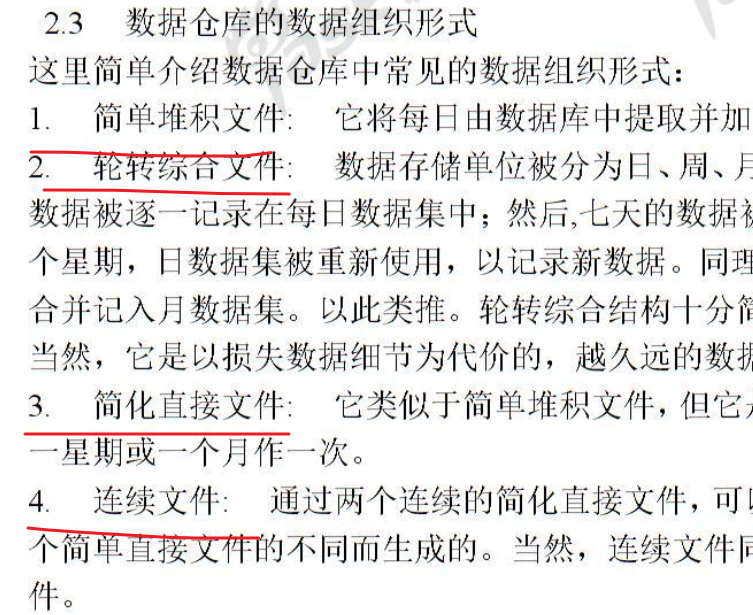 2.3 数据仓库的数据组织形式
这里简单介绍数据仓库中常见的数据组织形式：
1. 简单堆积文件: 它将每日由数据库中提取并加
2. 轮转综合文件: 数据存储单位被分为日、周、月
数据被逐一记录在每日数据集中；然后,七天的数据被
个星期，日数据集被重新使用，以记录新数据。同理
合并记入月数据集。以此类推。轮转综合结构十分简
当然，它是以损失数据细节为代价的，越久远的数据
3. 简化直接文件: 它类似于简单堆积文件，但它
一星期或一个月作一次。
4. 连续文件: 通过两个连续的简化直接文件，可
个简单直接文件的不同而生成的。当然，连续文件同
件。